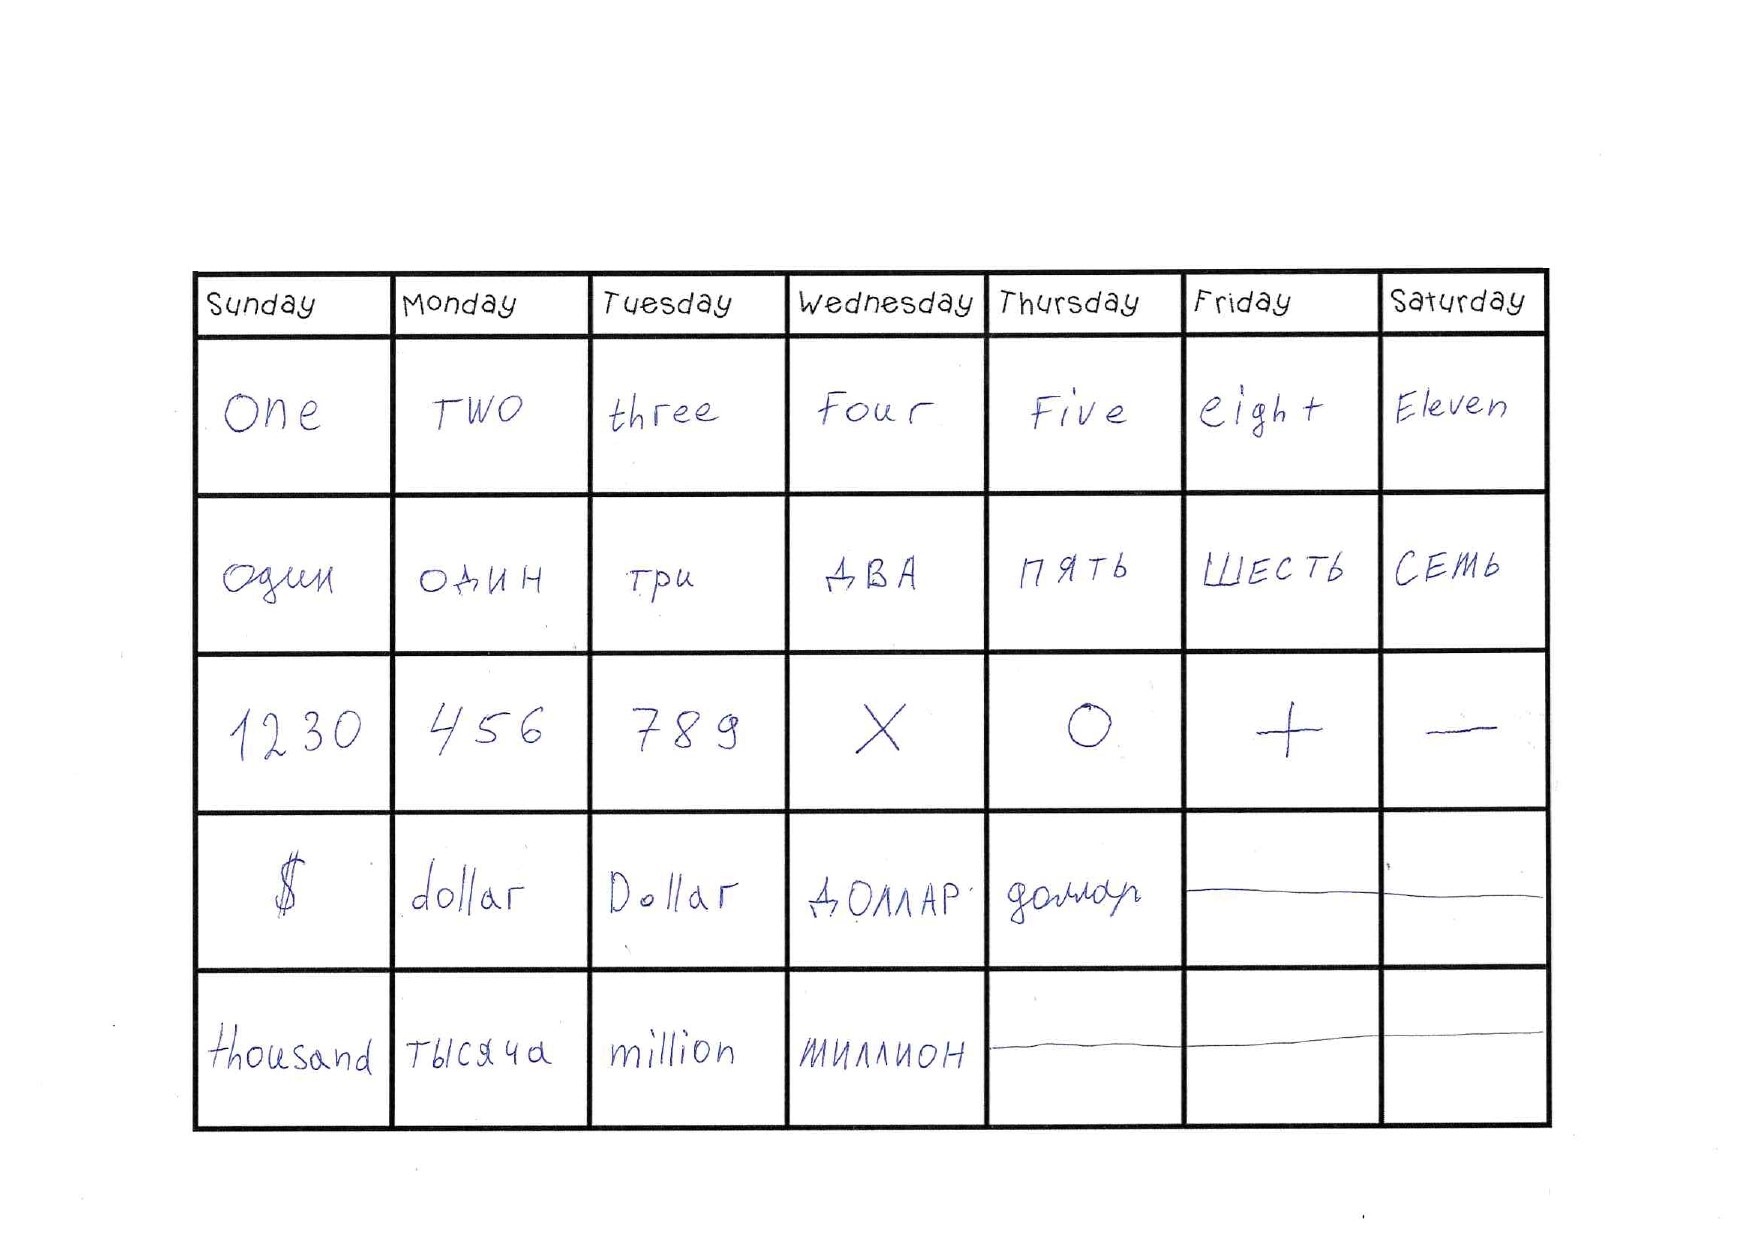 Sunday Monday Tuesday Wednesday Thursday Friday Saturday
One TWO three Four Five eight Eleven
Один ОДИН три ДВА ПЯТЬ ШЕСТЬ СЕМЬ
1230 456 789 X O + —
$ dollar Dollar ДОЛЛАР доллар
thousand тысяча million МИЛЛИОН